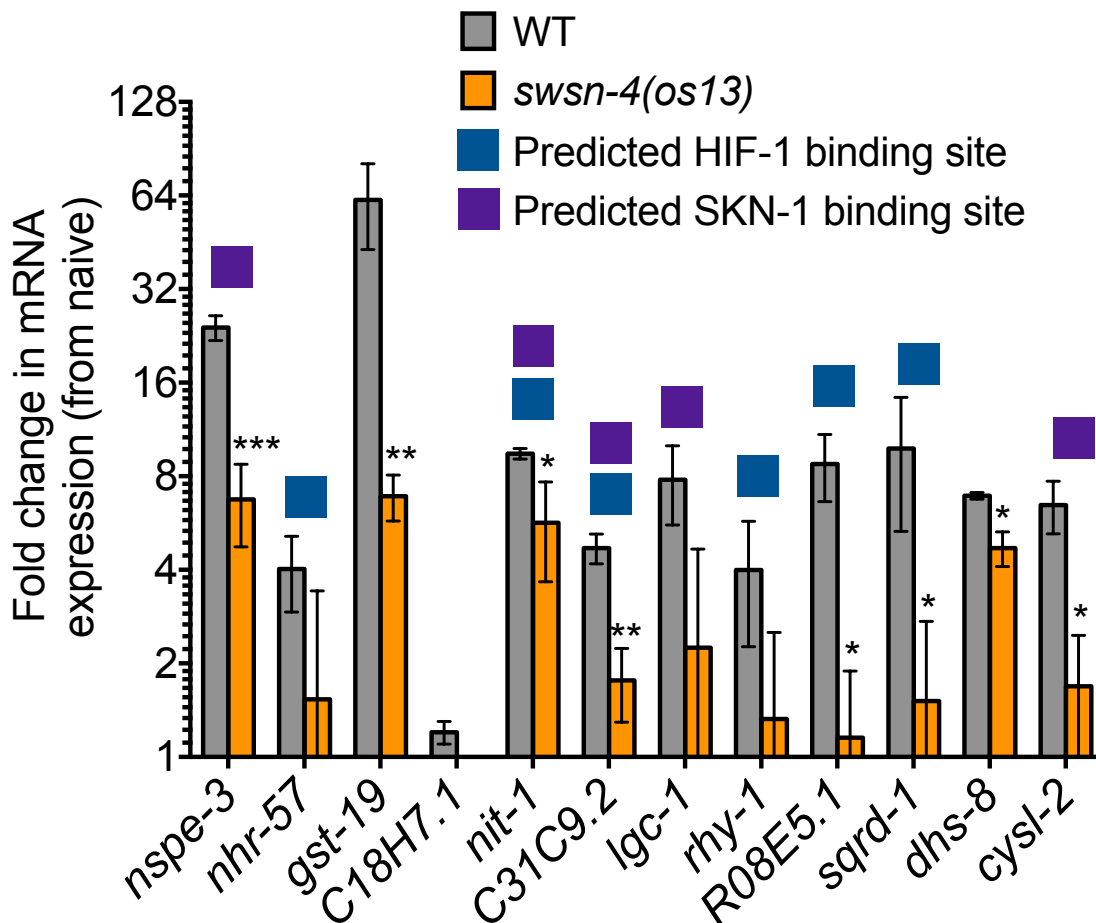 WT
swsn-4(os13)
Predicted HIF-1 binding site
Predicted SKN-1 binding site
Fold change in mRNA
expression (from naive)
128
64
32
16
8
4
2
1
***
**
*
**
*
*
*
*
nspe-3
nhr-57
gst-19
C18H7.1
nit-1
C31C9.2
lgc-1
rhy-1
R08E5.1
sqrd-1
dhs-8
cysl-2